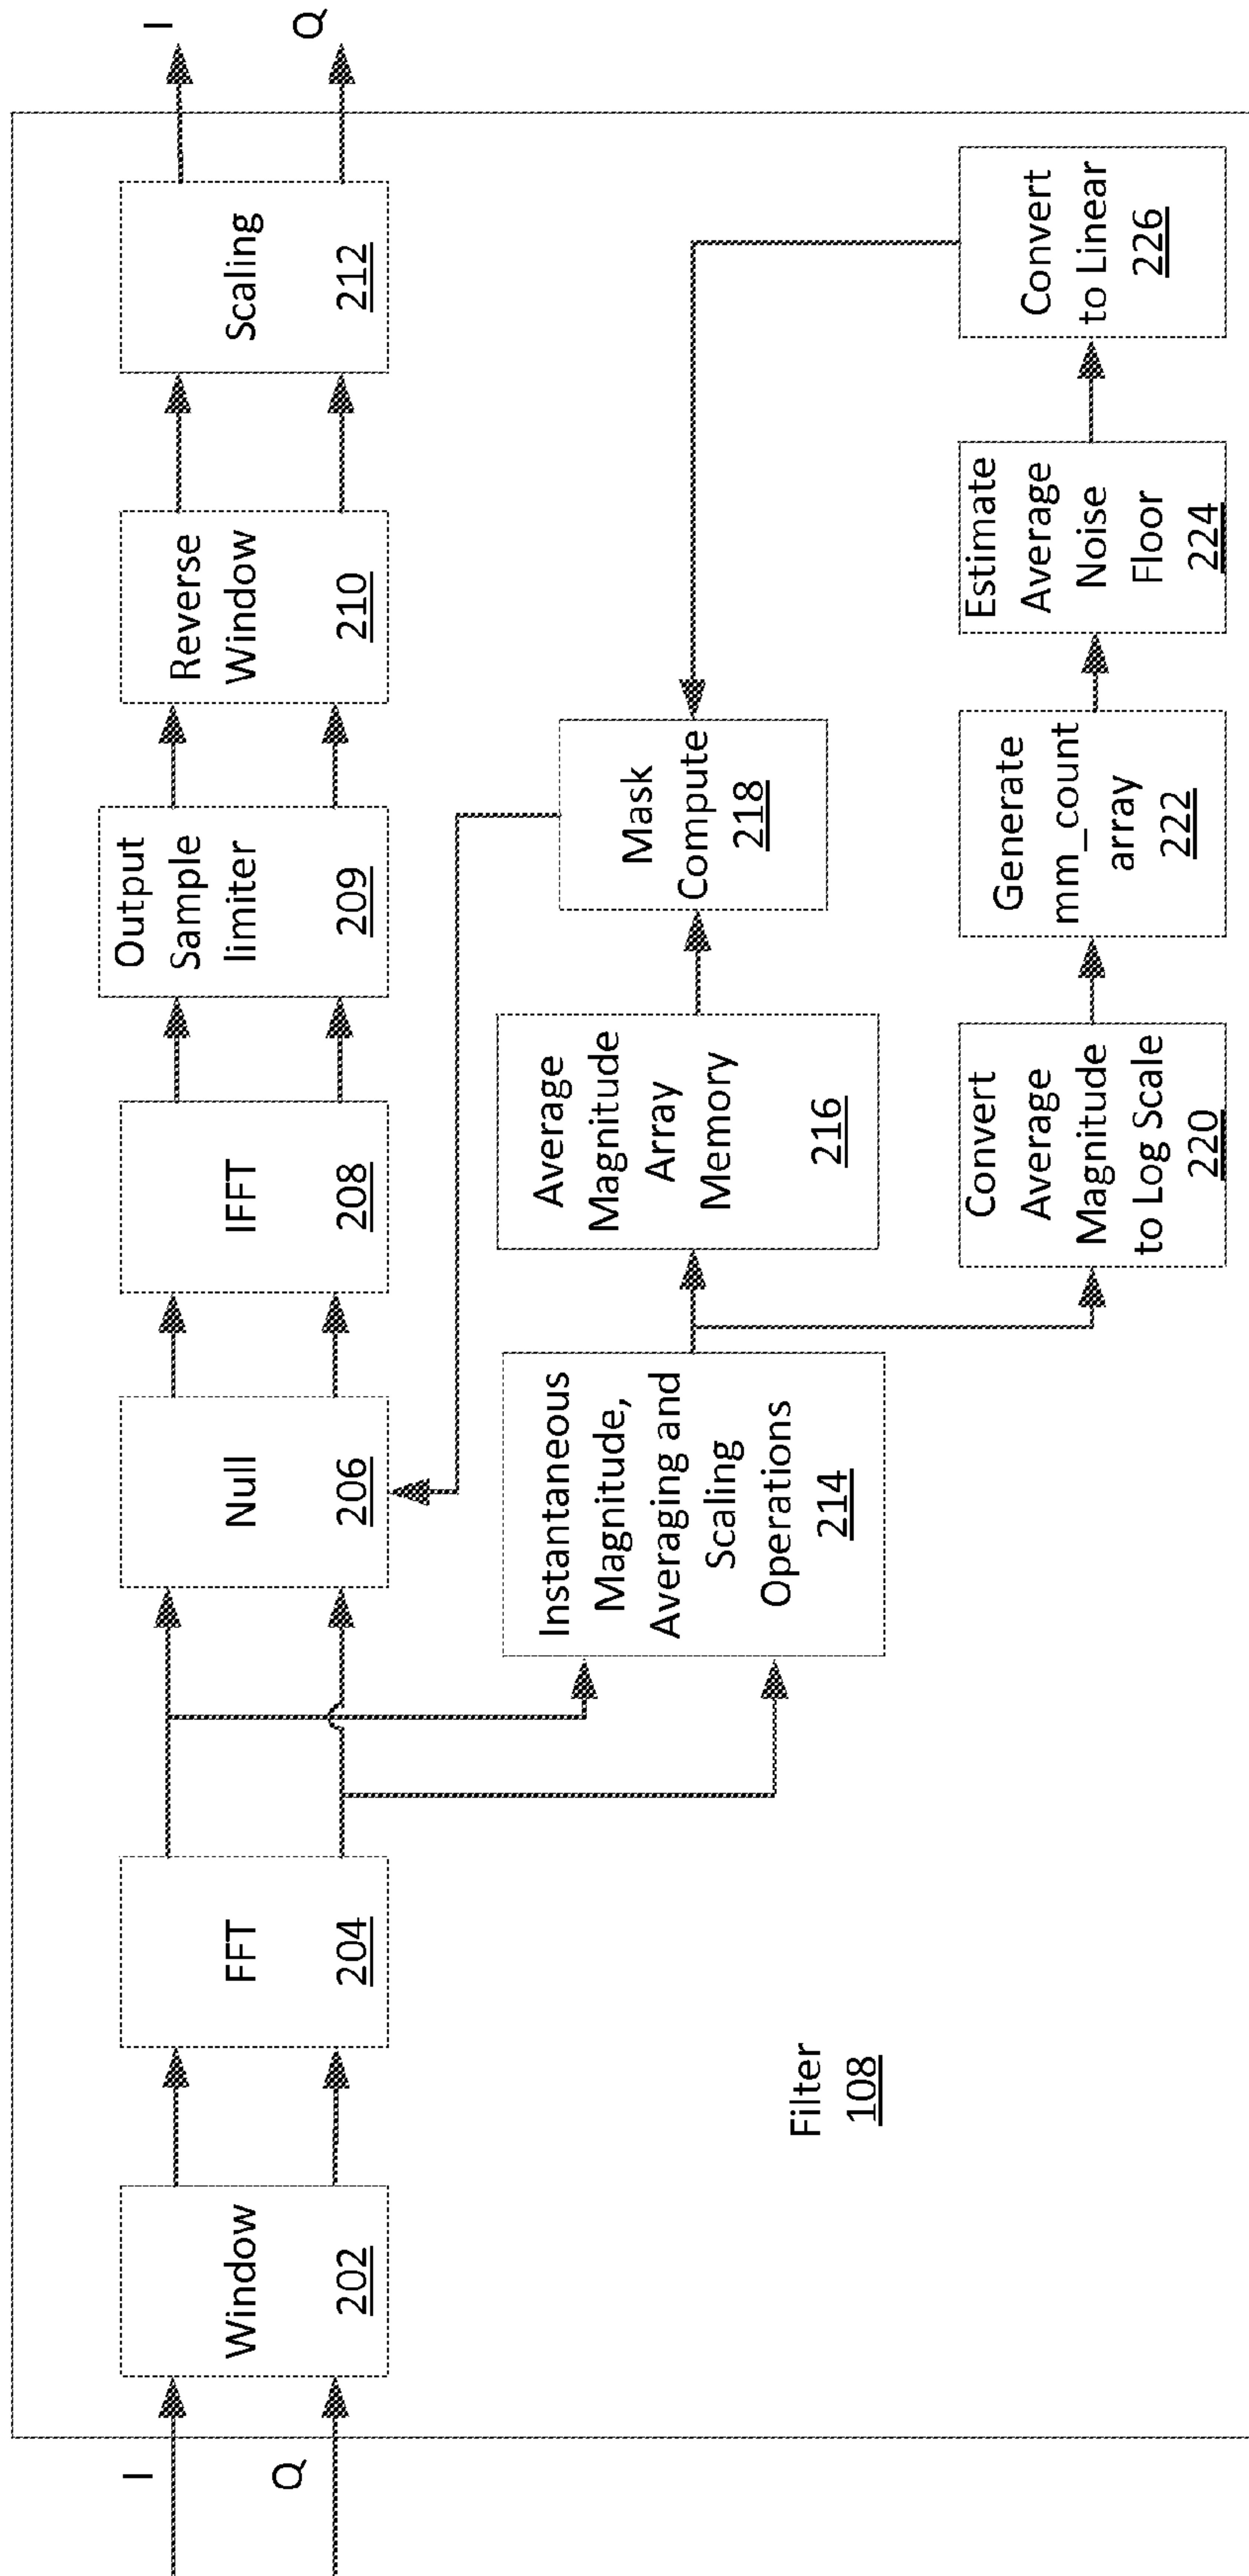 I
Q
Window
202
FFT
204
Null
206
IFFT
208
Output
Sample
limiter
209
Reverse
Window
210
Scaling
212
I
Q
Instantaneous
Magnitude,
Averaging and
Scaling
Operations
214
Average
Magnitude
Array
Memory
216
Mask
Compute
218
Convert
Average
Magnitude
to Log Scale
220
Generate
mm_count
array
222
Estimate
Average
Noise
Floor
224
Convert
to Linear
226
Filter
108